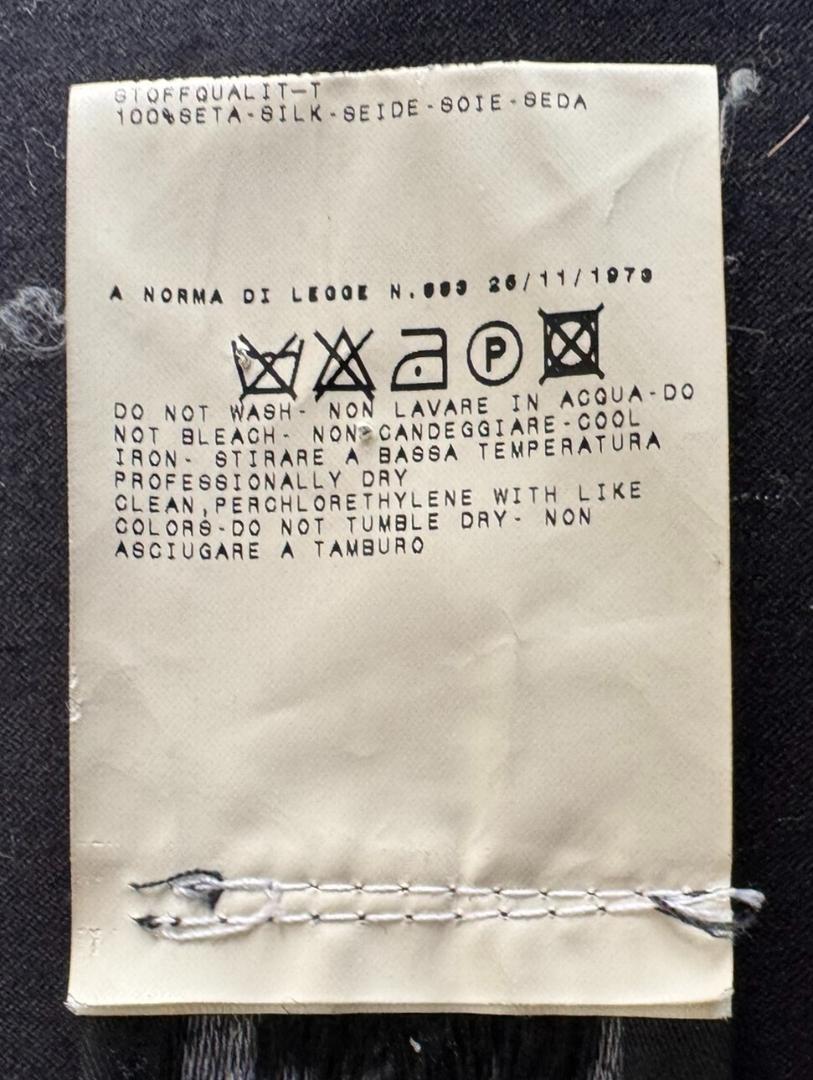 STOFFQUALIT-T
100%SETA-SILK-SEIDE-SOIE-SEDA
A NORMA DI LEGGE N.883 26/11/1973
P
DO NOT WASH- NON LAVARE IN ACQUA-DO
NOT BLEACH- NON CANDEGGIARE-COOL
IRON- STIRARE A BASSA TEMPERATURA
PROFESSIONALLY DRY
CLEAN,PERCHLORETHYLENE WITH LIKE
COLORS-DO NOT TUMBLE DRY- NON
ASCIUGARE A TAMBURO